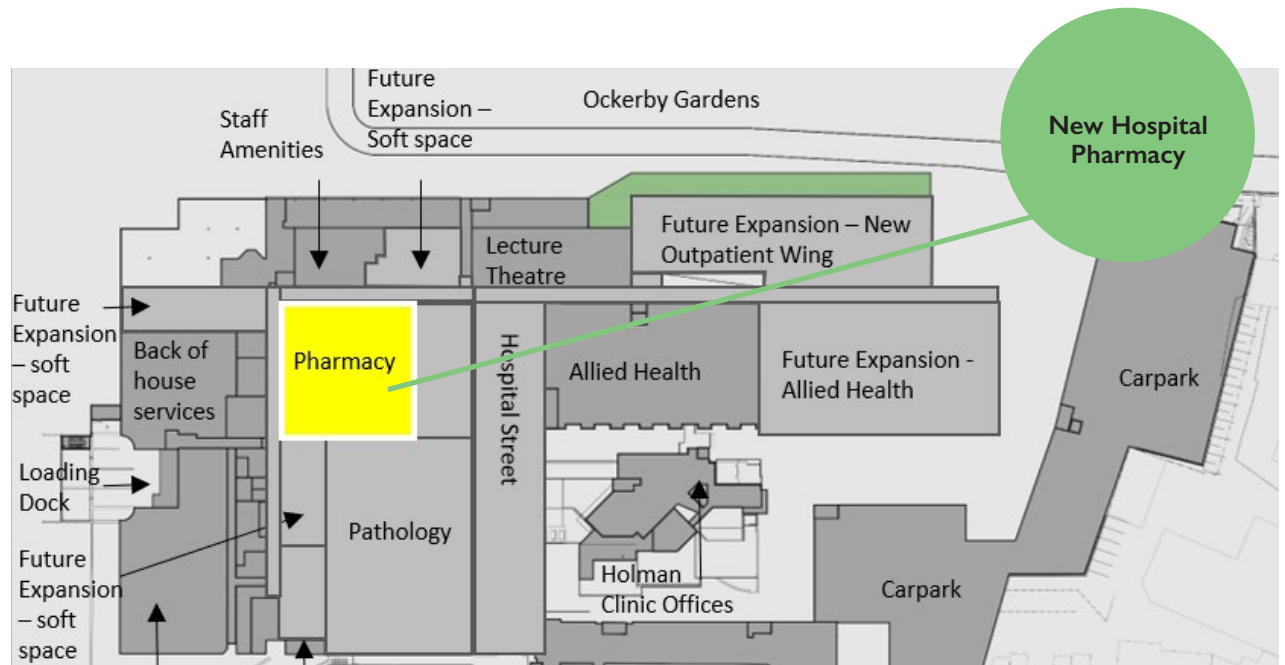 New Hospital
Pharmacy
Future
Expansion –
Soft space
Ockerby Gardens
Staff
Amenities
Lecture
Theatre
Future Expansion – New
Outpatient Wing
Future
Expansion
– soft
space
Back of
house
services
Pharmacy
Hospital Street
Allied Health
Future Expansion -
Allied Health
Carpark
Loading
Dock
Pathology
Future
Expansion
– soft
space
Holman
Clinic Offices
Carpark